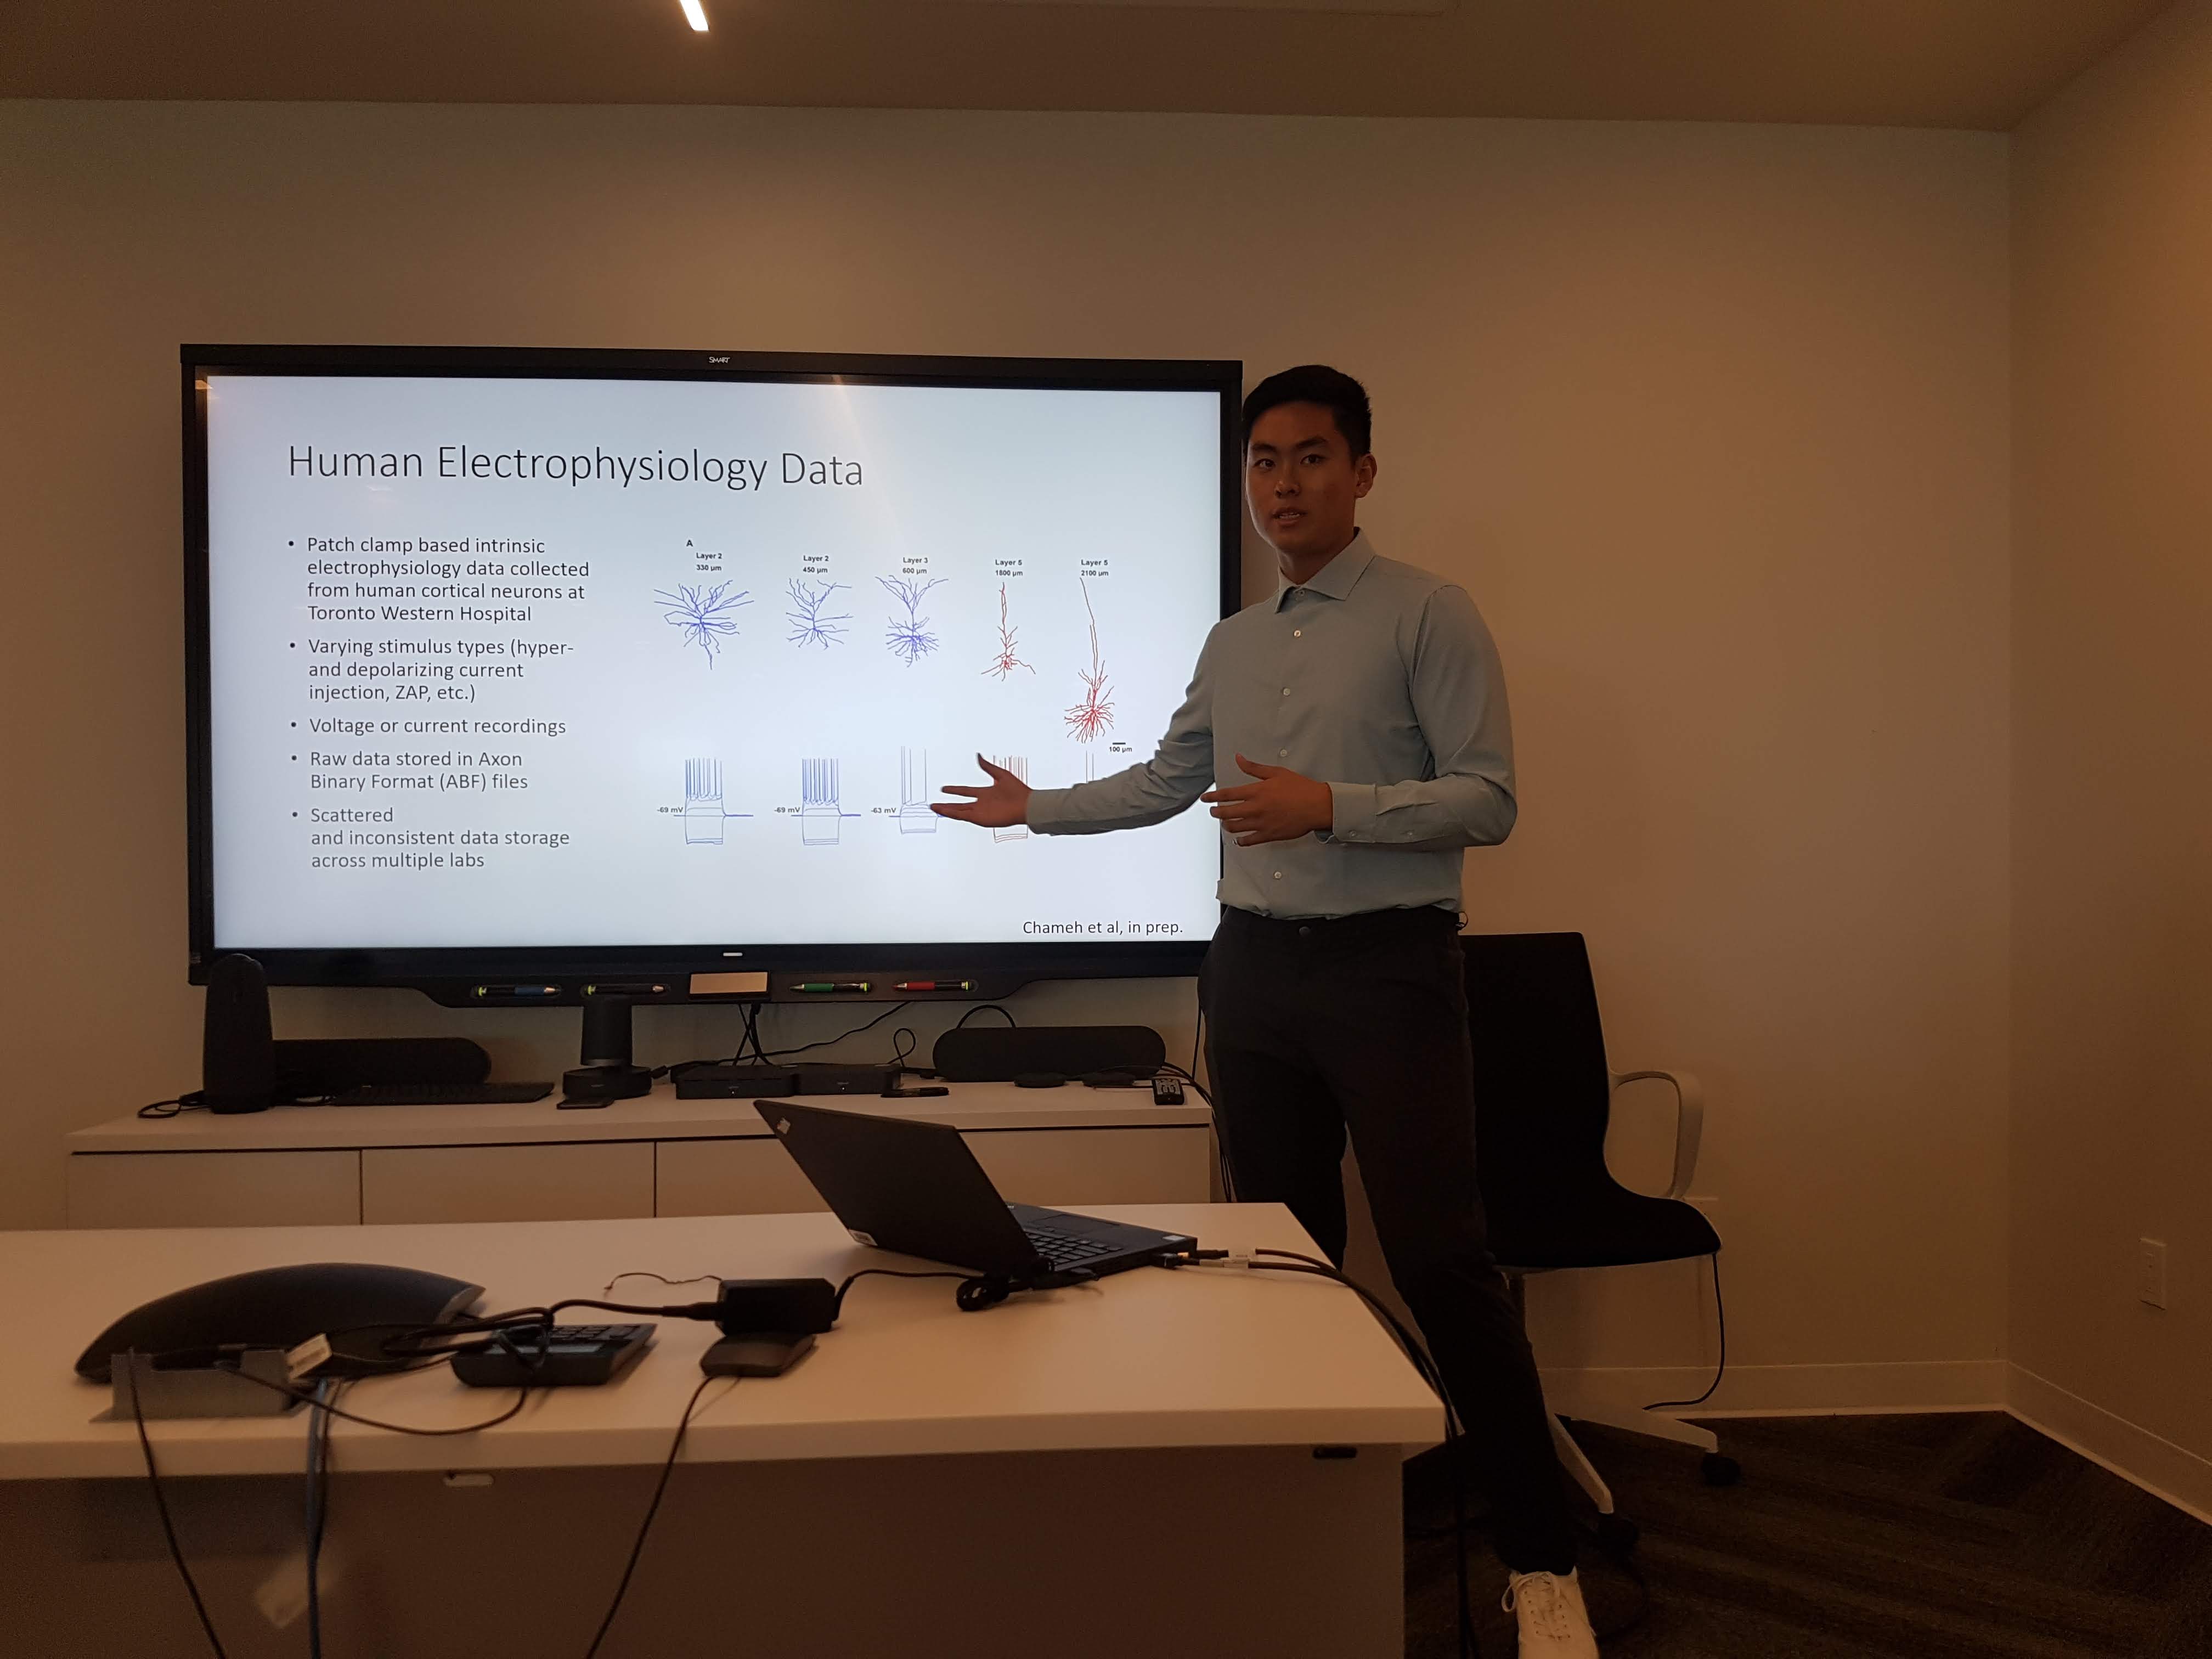 SMART
Human Electrophysiology Data
• Patch clamp based intrinsic
electrophysiology data collected
from human cortical neurons at
Toronto Western Hospital
• Varying stimulus types (hyper-
and depolarizing current
injection, ZAP, etc.)
• Voltage or current recordings
• Raw data stored in Axon
Binary Format (ABF) files
• Scattered
and inconsistent data storage
across multiple labs
A
Layer 2
330 µm
Layer 2
450 µm
Layer 3
600 µm
Layer 5
1800 µm
Layer 5
2100 µm
100 µm
-69 mV
-69 mV
-63 mV
Chameh et al, in prep.